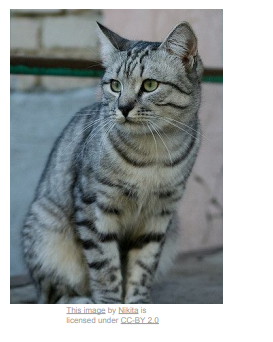 This image by Nikita is
licensed under CC-BY 2.0